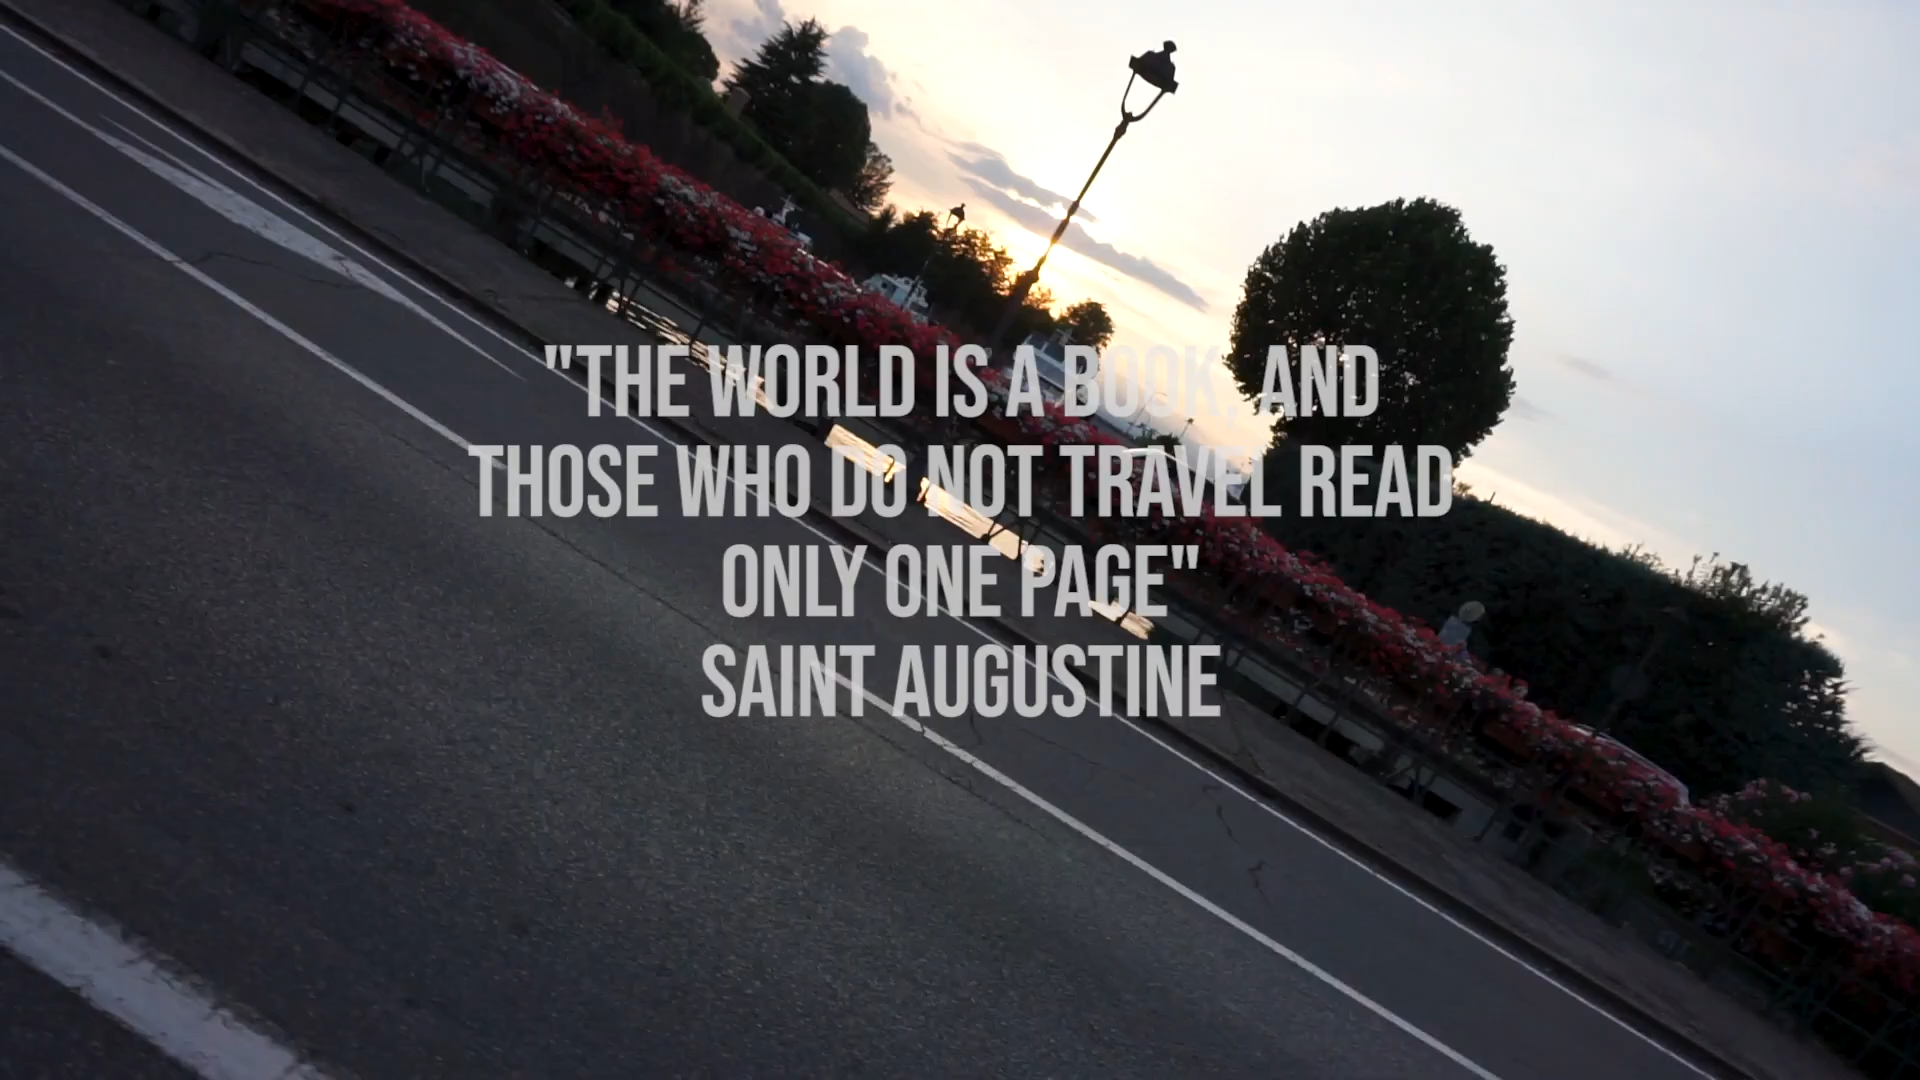 "THE WORLD IS A BOOK, AND
THOSE WHO DO NOT TRAVEL READ
ONLY ONE PAGE"
SAINT AUGUSTINE